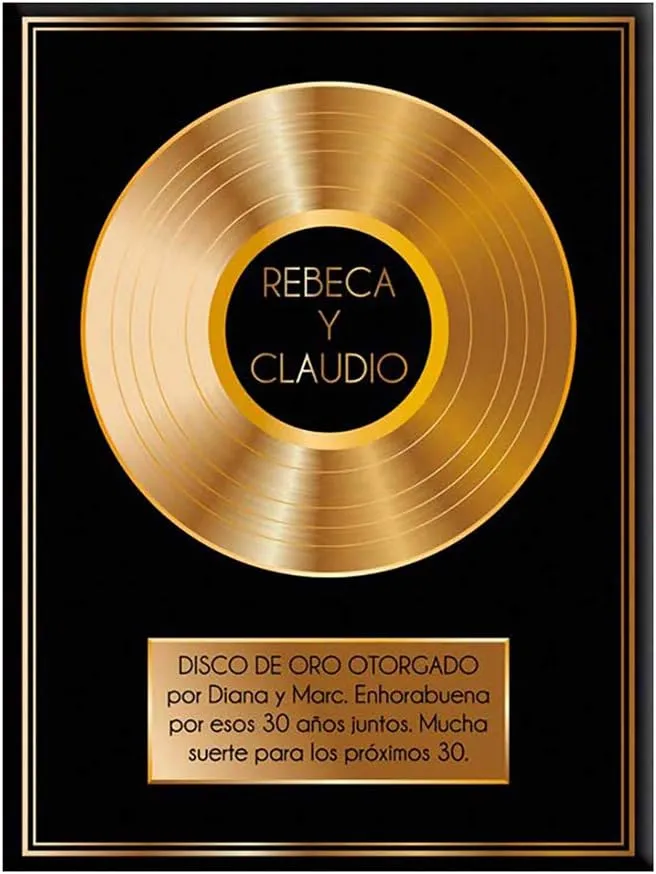 REBECA
Y
CLAUDIO
DISCO DE ORO OTORGADO
por Diana y Marc. Enhorabuena
por esos 30 años juntos. Mucha
suerte para los próximos 30.